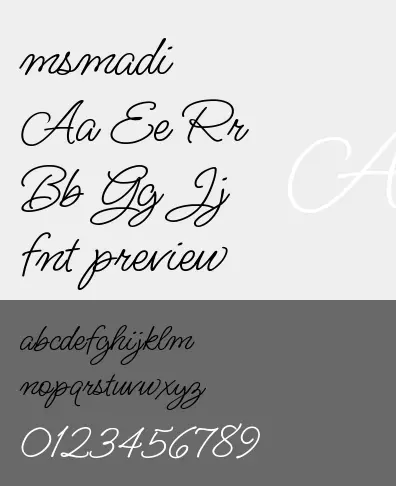 msmadi
Aa Ee Rr
A
Bb Gg Jj
fnt preview
abcdefghijklm
nopqrstuvwxyz
0123456789